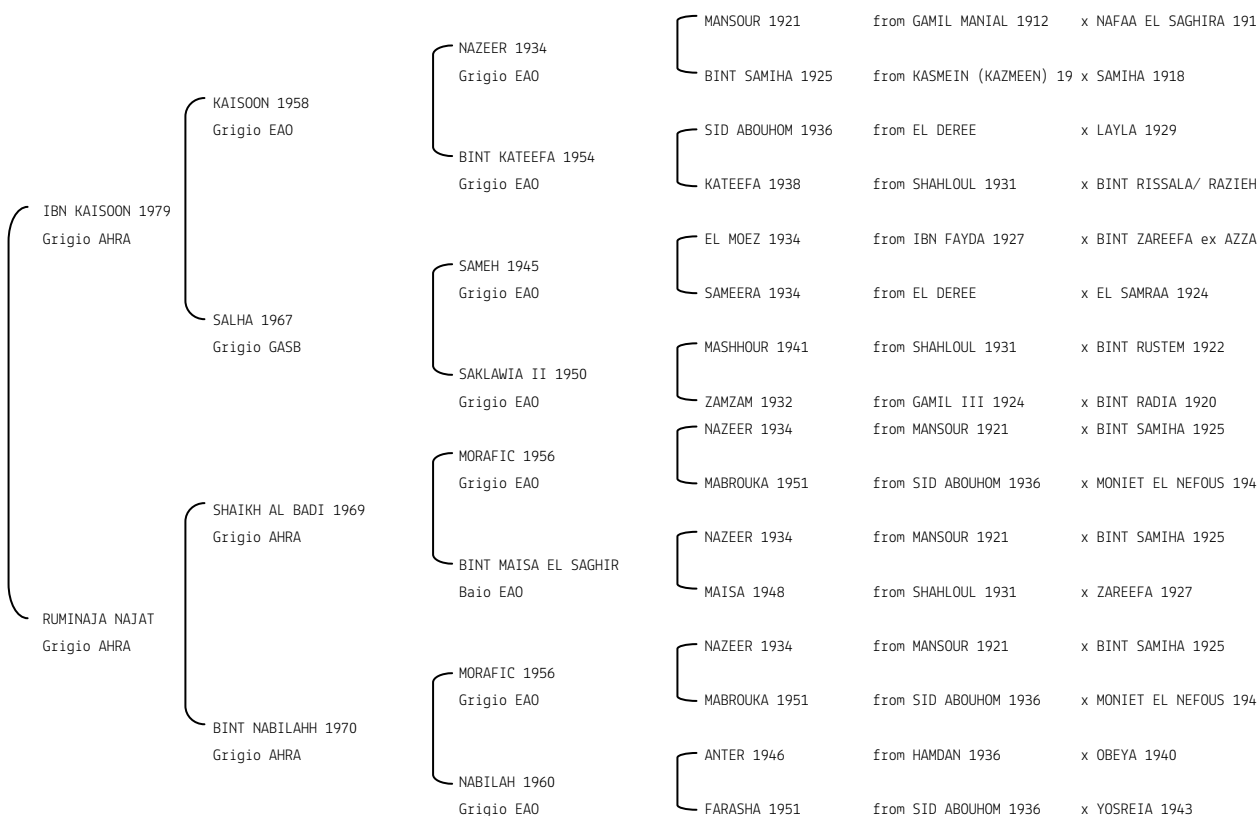 MANSOUR 1921 from GAMIL MANIAL 1912 x NAFAA EL SAGHIRA 191
NAZEER 1934
Grigio EAO BINT SAMIHA 1925 from KASMEIN (KAZMEEN) 19 x SAMIHA 1918
KAISOON 1958
Grigio EAO SID ABOUHOM 1936 from EL DEREE x LAYLA 1929
BINT KATEEFA 1954
Grigio EAO KATEEFA 1938 from SHAHLOUL 1931 x BINT RISSALA/ RAZIEH
IBN KAISOON 1979
Grigio AHRA EL MOEZ 1934 from IBN FAYDA 1927 x BINT ZAREEFA ex AZZA
SAMEH 1945
Grigio EAO SAMEERA 1934 from EL DEREE x EL SAMRAA 1924
SALHA 1967
Grigio GASB MASHHOUR 1941 from SHAHLOUL 1931 x BINT RUSTEM 1922
SAKLAWIA II 1950
Grigio EAO ZAMZAM 1932 from GAMIL III 1924 x BINT RADIA 1920
NAZEER 1934 from MANSOUR 1921 x BINT SAMIHA 1925
MORAFIC 1956
Grigio EAO MABROUKA 1951 from SID ABOUHOM 1936 x MONIET EL NEFOUS 194
SHAIKH AL BADI 1969
Grigio AHRA NAZEER 1934 from MANSOUR 1921 x BINT SAMIHA 1925
BINT MAISA EL SAGHIR
Baio EAO MAISA 1948 from SHAHLOUL 1931 x ZAREEFA 1927
RUMINAJA NAJAT
Grigio AHRA NAZEER 1934 from MANSOUR 1921 x BINT SAMIHA 1925
MORAFIC 1956
Grigio EAO MABROUKA 1951 from SID ABOUHOM 1936 x MONIET EL NEFOUS 194
BINT NABILAHH 1970
Grigio AHRA ANTER 1946 from HAMDAN 1936 x OBEYA 1940
NABILAH 1960
Grigio EAO FARASHA 1951 from SID ABOUHOM 1936 x YOSREIA 1943